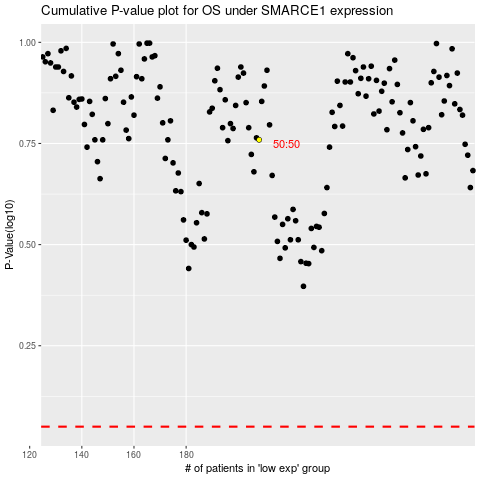 Cumulative P-value plot for OS under SMARCE1 expression
P-Value(log10)
1.00
0.75
0.50
0.25
50:50
120 140 160 180
# of patients in 'low exp' group